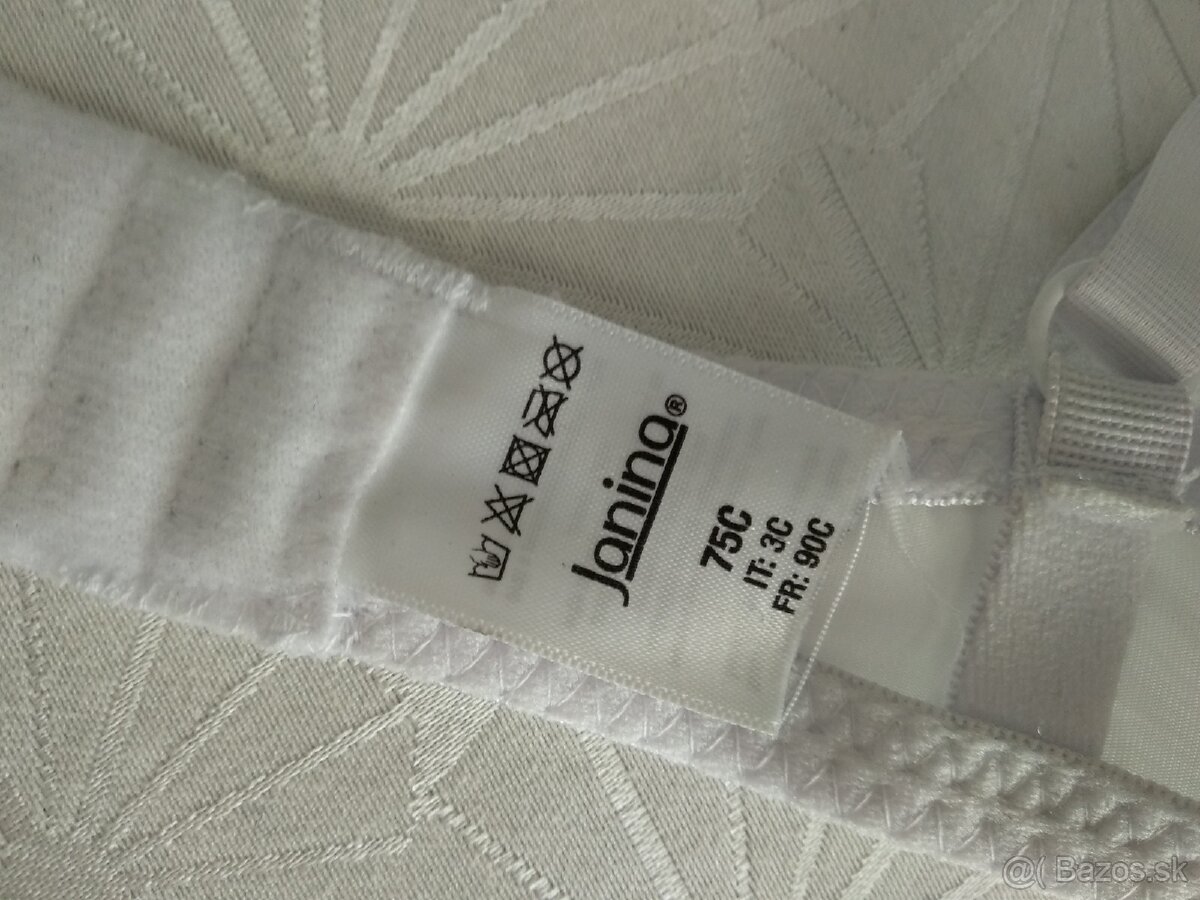 Janina®
75C
IT: 3C
FR: 90C
@( Bazos.sk